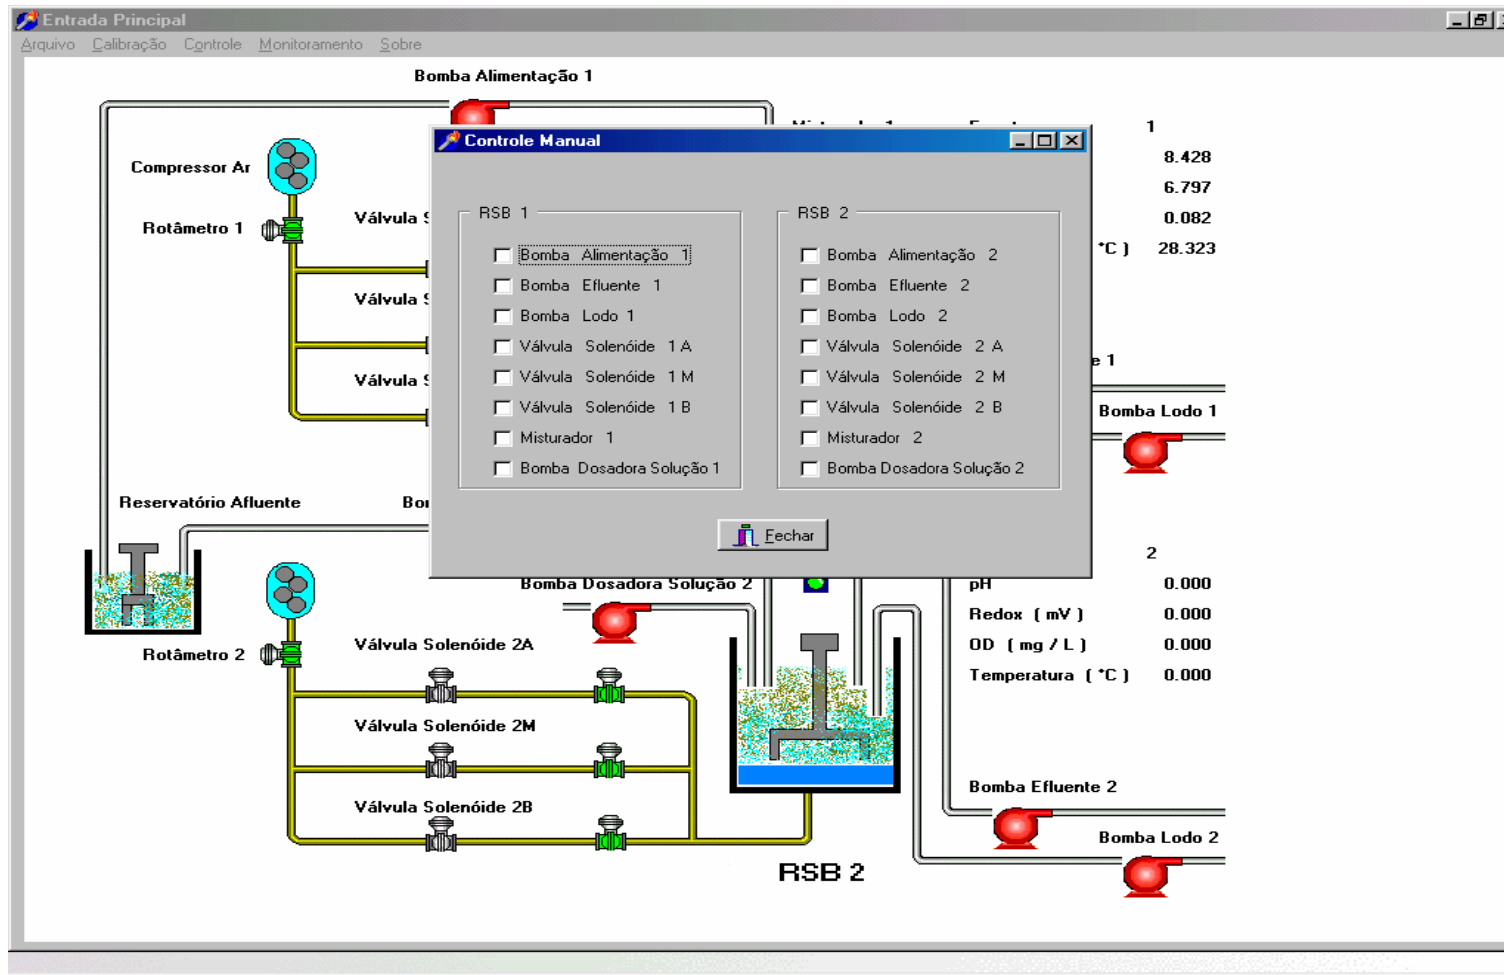 Entrada Principal
Arquivo Calibração Controle Monitoramento Sobre
Bomba Alimentação 1
1
Compressor Ar
8.428
6.797
Rotâmetro 1
Válvula
0.082
°C ) 28.323
Válvula
Válvula
e 1
Bomba Lodo 1
Controle Manual
RSB 1
Bomba Alimentação 1
Bomba Efluente 1
Bomba Lodo 1
Válvula Solenóide 1 A
Válvula Solenóide 1 M
Válvula Solenóide 1 B
Misturador 1
Bomba Dosadora Solução 1
RSB 2
Bomba Alimentação 2
Bomba Efluente 2
Bomba Lodo 2
Válvula Solenóide 2 A
Válvula Solenóide 2 M
Válvula Solenóide 2 B
Misturador 2
Bomba Dosadora Solução 2
Fechar
Reservatório Afluente
Bomba Dosadora Solução 2
2
pH 0.000
Redox ( mV ) 0.000
OD ( mg / L ) 0.000
Temperatura ( °C ) 0.000
Rotâmetro 2
Válvula Solenóide 2A
Válvula Solenóide 2M
Válvula Solenóide 2B
Bomba Efluente 2
Bomba Lodo 2
RSB 2